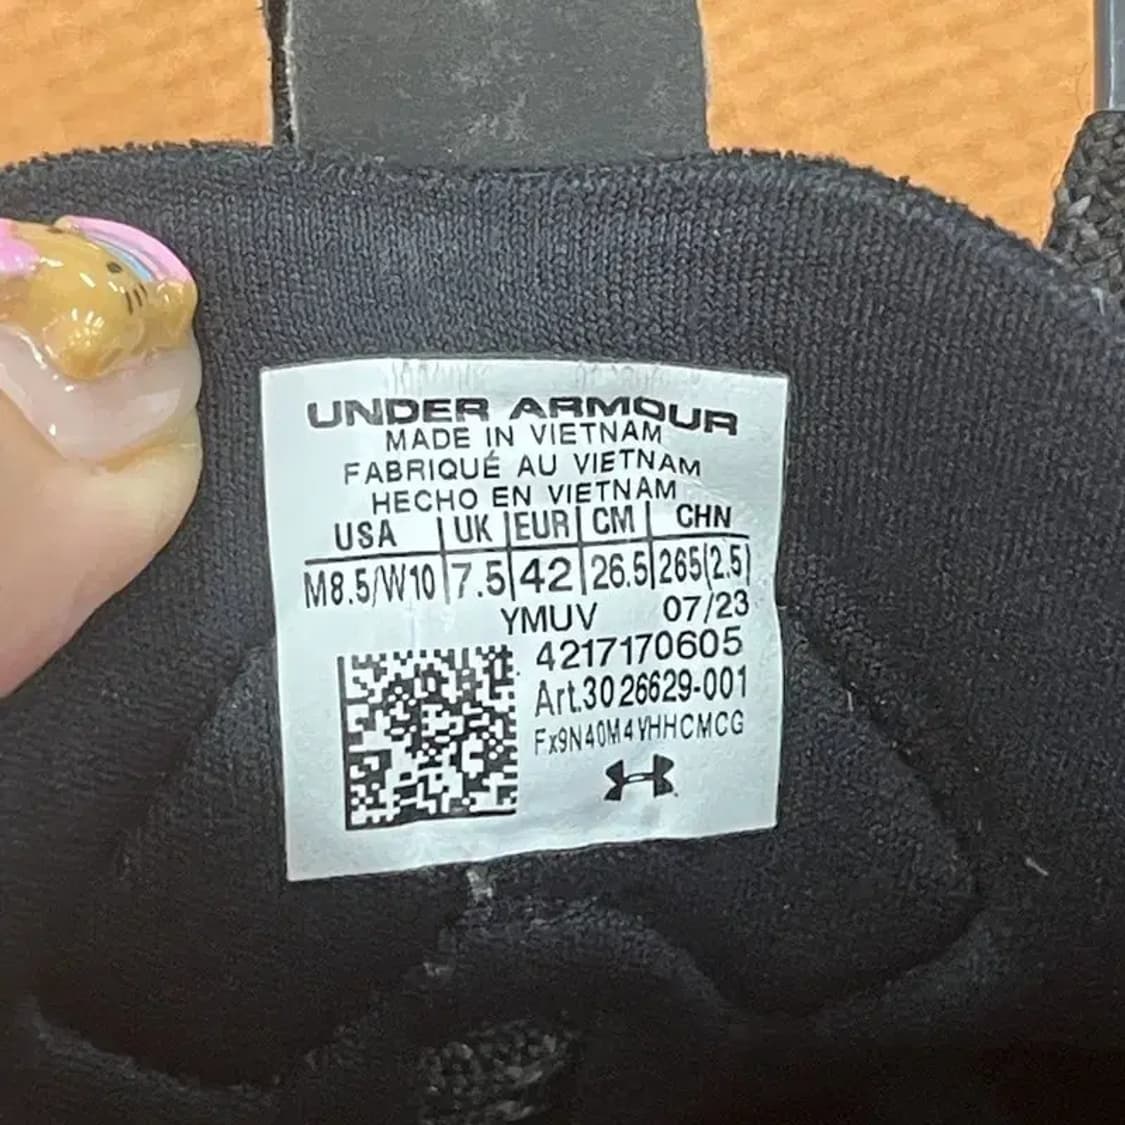 UNDER ARMOUR
MADE IN VIETNAM
FABRIQUÉ AU VIETNAM
HECHO EN VIETNAM
USA | UK | EUR | CM | CHN
M8.5/W10 | 7.5 | 42 | 26.5 | 265(2.5)
YMUV 07/23
4217170605
Art.3026629-001
Fx9N40M4YHHCMCG